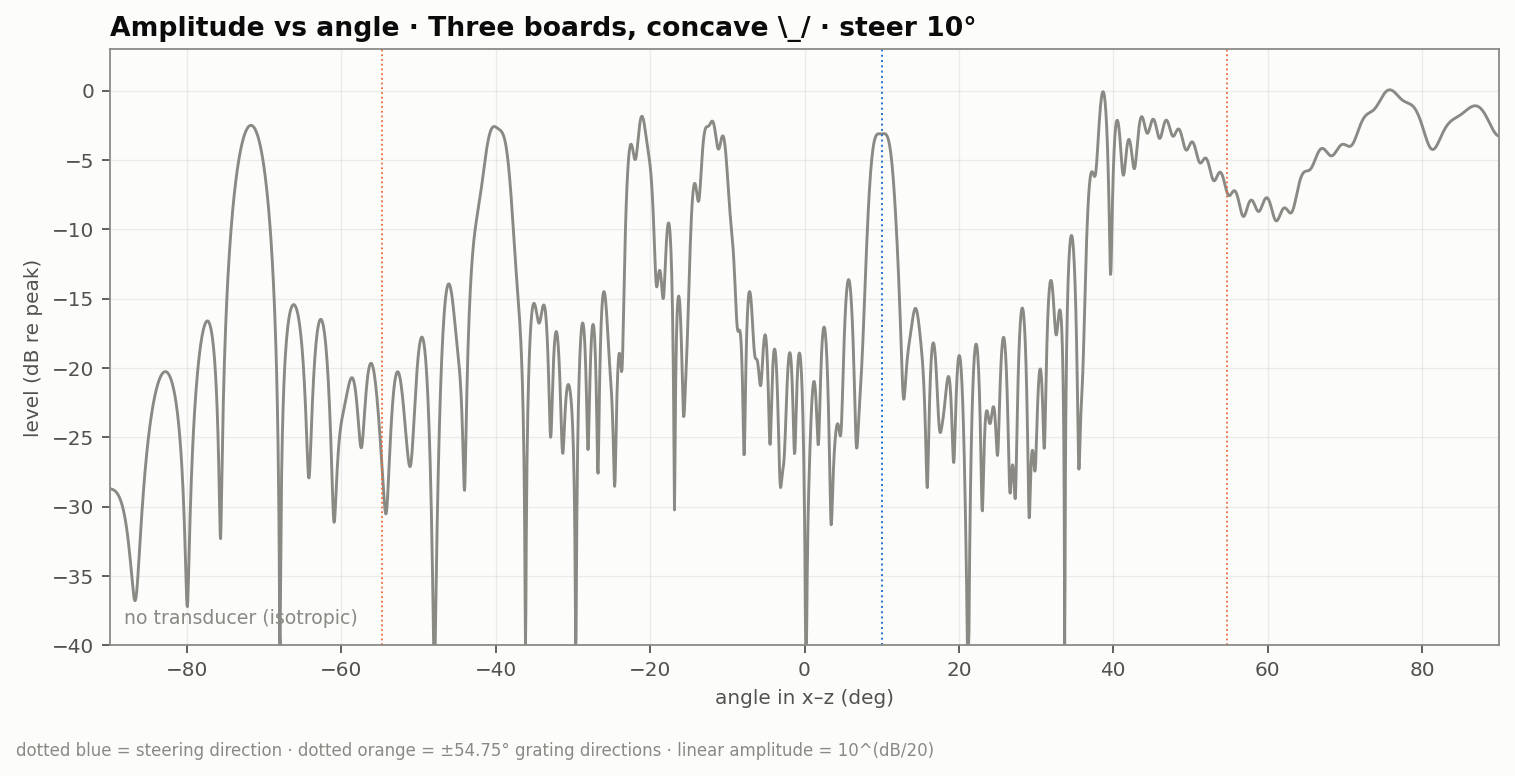 Amplitude vs angle · Three boards, concave \_/ · steer 10°
level (dB re peak)
0
−5
−10
−15
−20
−25
−30
−35
−40
no transducer (isotropic)
−80 −60 −40 −20 0 20 40 60 80
angle in x–z (deg)
dotted blue = steering direction · dotted orange = ±54.75° grating directions · linear amplitude = 10^(dB/20)